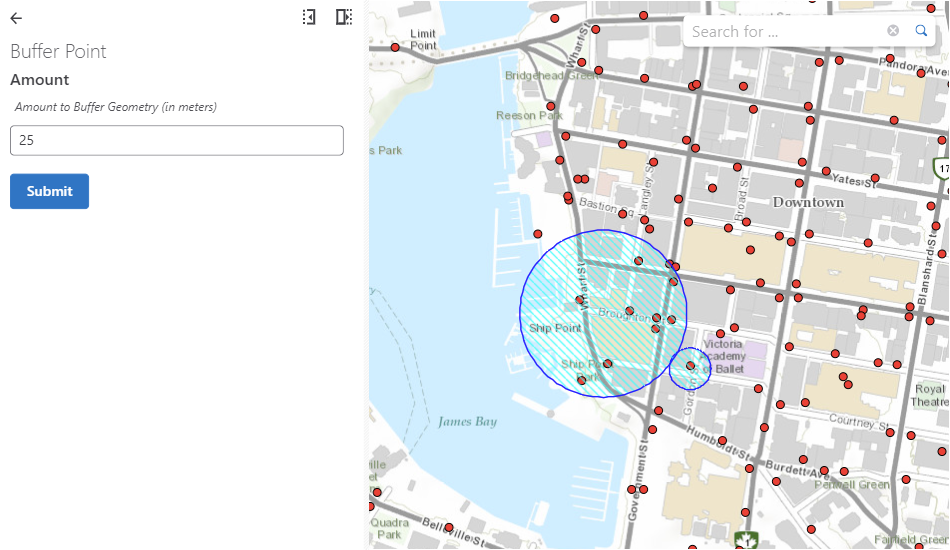 Buffer Point
Amount
Amount to Buffer Geometry (in meters)
25
Submit
Search for ...
Limit
Point
Wharf St
Pandora Ave
Bridgehead Green
Reeson Park
s Park
17
Yates St
Langley St
Broad St
Downtown
Bastion Sq
Blanshard St
Wharf St
Broughton
Ship Point
Victoria
Academy
of Ballet
Ship Point
Park
Gordon St
Royal
Theatre
James Bay
Courtney St
Humboldt St
Burdett Ave
Government St
Penwell Green
ville
et
Quadra
Park
Belleville St
1
Fairfield Green